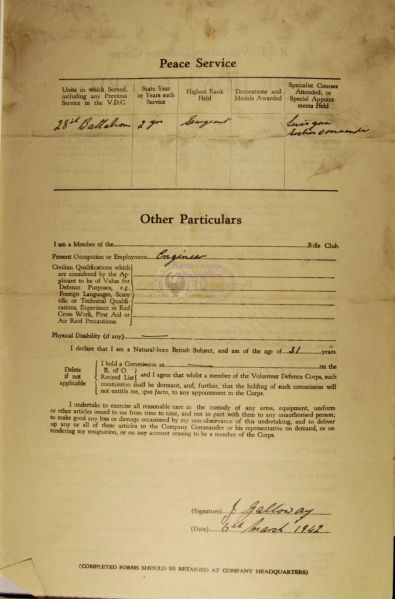 Peace Service
Units in which Served, including any Previous Service in the V.D.C.
State Year or Years such Service
Highest Rank Held
Decorations and Medals Awarded
Specialist Courses Attended, or Special Appointments Held
28th Battalion 2 yrs Sergeant Lewis gun
Section Commander
Other Particulars
I am a Member of the Rifle Club.
Present Occupation or Employment Engineer
Civilian Qualifications which
are considered by the Ap-
plicant to be of Value for
Defence Purposes, e.g.,
Foreign Languages, Scien-
tific or Technical Qualifi-
cations, Experience in Red
Cross Work, First Aid or
Air Raid Precautions.
Physical Disability (if any)
I declare that I am a Natural-born British Subject, and am of the age of 31 years.
Delete
if not
applicable
I hold a Commission as on the
R. of O.
Retired List
and I agree that whilst a member of the Volunteer Defence Corps, such
commission shall be dormant, and, further, that the holding of such commission will
not entitle me, ipso facto, to any appointment in the Corps.
I undertake to exercise all reasonable care in the custody of any arms, equipment, uniform
or other articles issued to me from time to time, and not to part with them to any unauthorised person;
to make good any loss or damage occasioned by my non-observance of this undertaking, and to deliver
up any or all of these articles to the Company Commander or his representative on demand, or on
tendering my resignation, or on any account ceasing to be a member of the Corps.
(Signature) J Galloway
(Date) 6th March 1942
(COMPLETED FORMS SHOULD BE RETAINED AT COMPANY HEADQUARTERS)